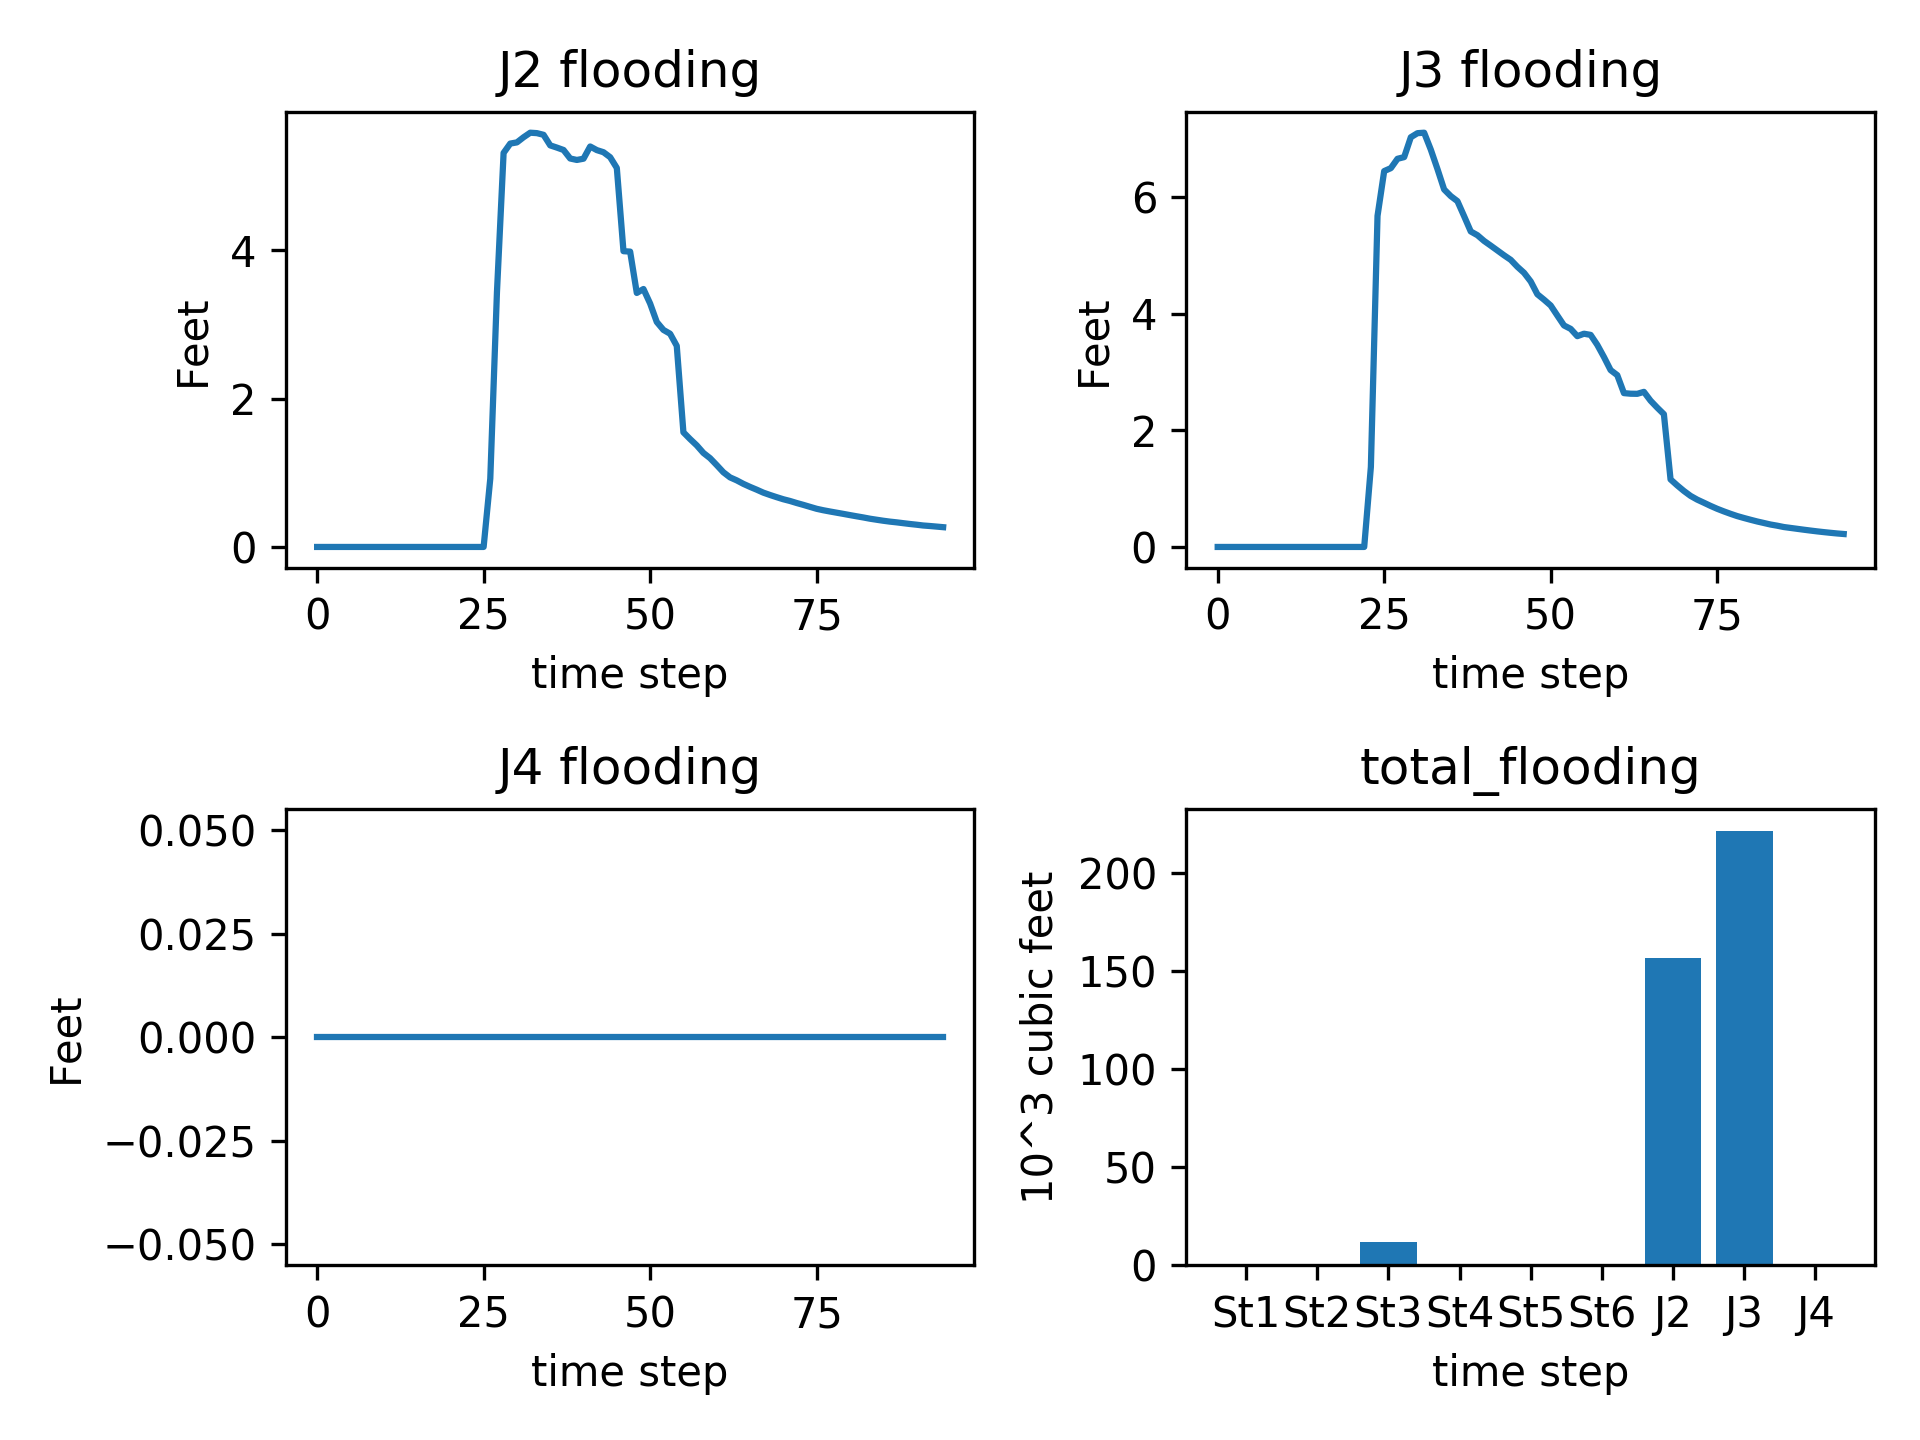 J2 flooding
Feet
4
2
0
0 25 50 75
time step
J3 flooding
Feet
6
4
2
0
0 25 50 75
time step
J4 flooding
Feet
0.050
0.025
0.000
−0.025
−0.050
0 25 50 75
time step
total_flooding
10^3 cubic feet
200
150
100
50
0
St1 St2 St3 St4 St5 St6 J2 J3 J4
time step